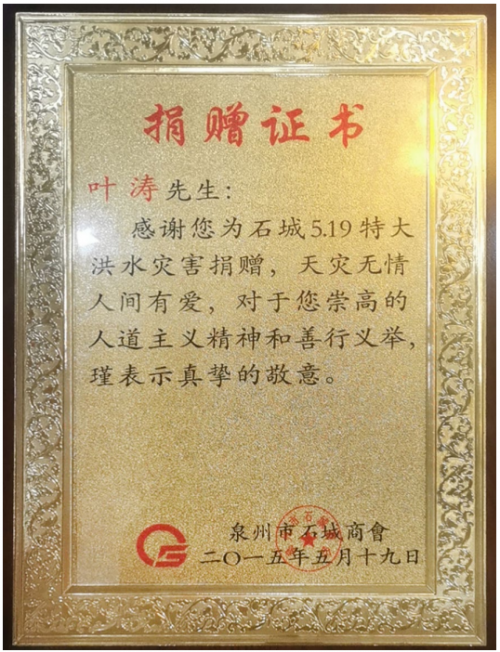 捐赠证书
叶涛先生：
感谢您为石城5.19特大
洪水灾害捐赠，天灾无情
人间有爱，对于您崇高的
人道主义精神和善行义举，
瑾表示真挚的敬意。
泉州市石城商會
二〇一五年五月十九日